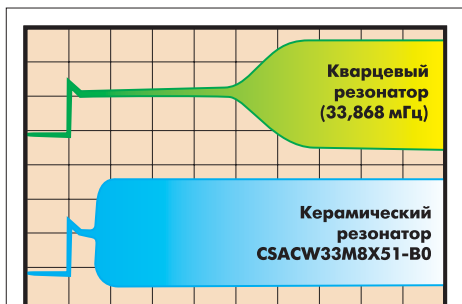 Кварцевый
резонатор
(33,868 мГц)
Керамический
резонатор
CSACW33M8X51-B0